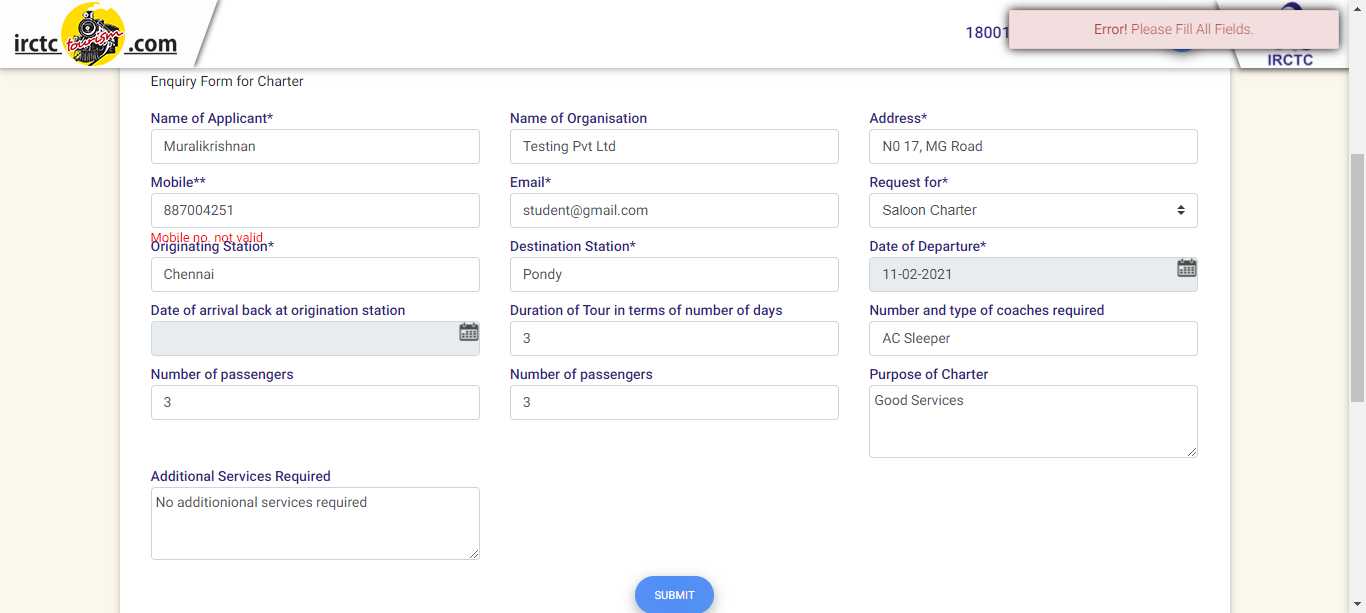 irctc tourism .com
18001
Error! Please Fill All Fields.
IRCTC
Enquiry Form for Charter
Name of Applicant*
Name of Organisation
Address*
Muralikrishnan
Testing Pvt Ltd
N0 17, MG Road
Mobile**
Email*
Request for*
887004251
student@gmail.com
Saloon Charter
Mobile no. not valid
Originating Station*
Destination Station*
Date of Departure*
Chennai
Pondy
11-02-2021
Date of arrival back at origination station
Duration of Tour in terms of number of days
Number and type of coaches required
3
AC Sleeper
Number of passengers
Number of passengers
Purpose of Charter
3
3
Good Services
Additional Services Required
No additionional services required
SUBMIT